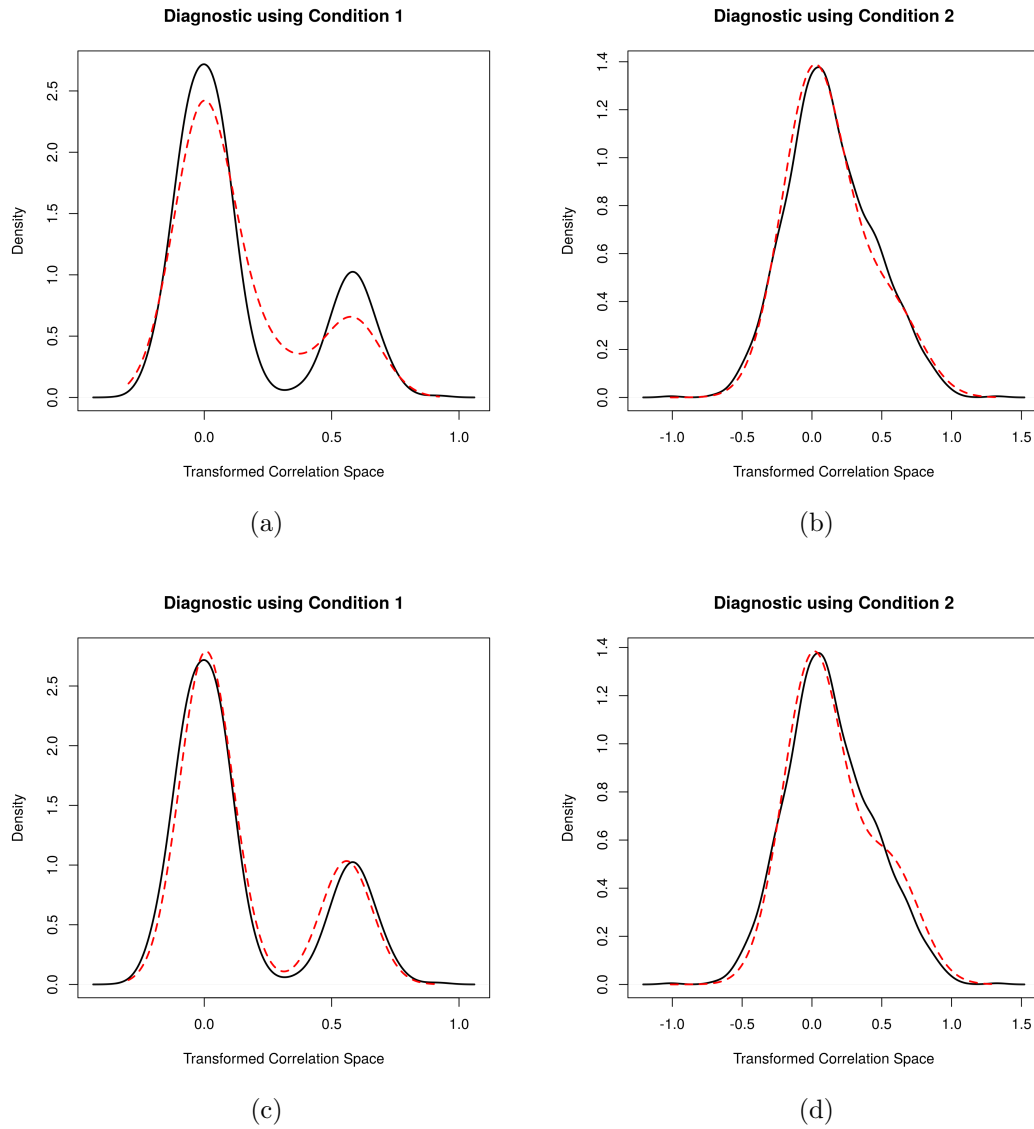 Diagnostic using Condition 1
Density
0.0 0.5 1.0 1.5 2.0 2.5
0.0 0.5 1.0
Transformed Correlation Space
(a)
Diagnostic using Condition 2
Density
0.0 0.2 0.4 0.6 0.8 1.0 1.2 1.4
-1.0 -0.5 0.0 0.5 1.0 1.5
Transformed Correlation Space
(b)
Diagnostic using Condition 1
Density
0.0 0.5 1.0 1.5 2.0 2.5
0.0 0.5 1.0
Transformed Correlation Space
(c)
Diagnostic using Condition 2
Density
0.0 0.2 0.4 0.6 0.8 1.0 1.2 1.4
-1.0 -0.5 0.0 0.5 1.0 1.5
Transformed Correlation Space
(d)